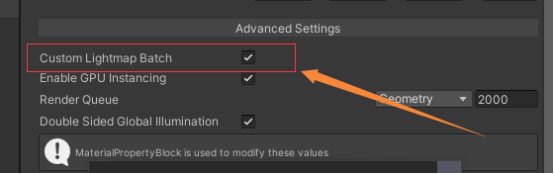 Advanced Settings
Custom Lightmap Batch
Enable GPU Instancing
Render Queue Geometry 2000
Double Sided Global Illumination
MaterialPropertyBlock is used to modify these values